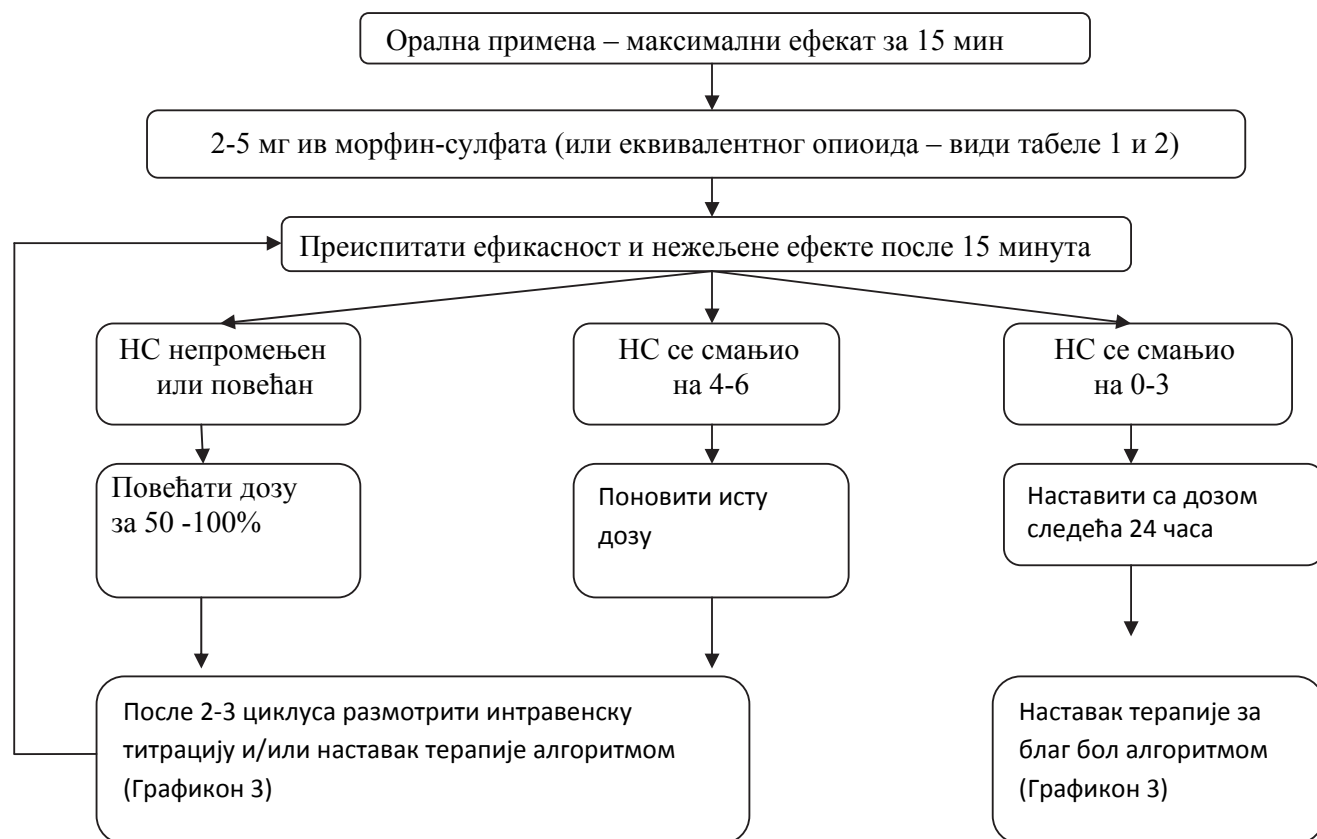 Орална примена – максимални ефекат за 15 мин
2-5 мг ив морфин-сулфата (или еквивалентног опиоида – види табеле 1 и 2)
Преиспитати ефикасност и нежељене ефекте после 15 минута
НС непромењен
или повећан
НС се смањио
на 4-6
НС се смањио
на 0-3
Повећати дозу
за 50 -100%
Поновити исту
дозу
Наставити са дозом
следећа 24 часа
После 2-3 циклуса размотрити интравенску
титрацију и/или наставак терапије алгоритмом
(Графикон 3)
Наставак терапије за
благ бол алгоритмом
(Графикон 3)